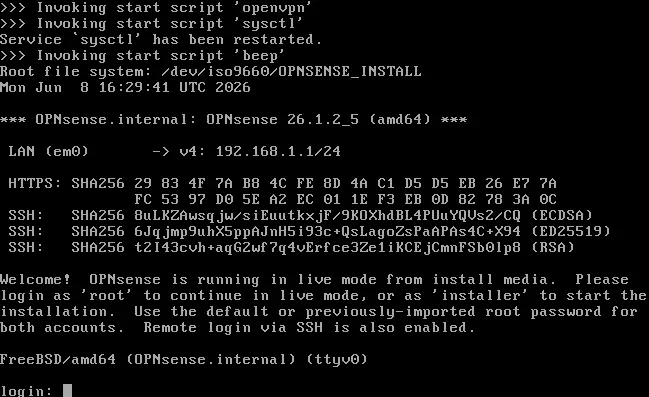 >>> Invoking start script 'openvpn'
>>> Invoking start script 'sysctl'
Service `sysctl' has been restarted.
>>> Invoking start script 'beep'
Root file system: /dev/iso9660/OPNSENSE_INSTALL
Mon Jun  8 16:29:41 UTC 2026

*** OPNsense.internal: OPNsense 26.1.2_5 (amd64) ***

 LAN (em0)       -> v4: 192.168.1.1/24

 HTTPS: SHA256 29 83 4F 7A B8 4C FE 8D 4A C1 D5 D5 EB 26 E7 7A
               FC 53 97 D0 5E A2 EC 01 1E F3 EB 0D 82 78 3A 0C
 SSH:   SHA256 8uLKZAwsqjw/siEuutkxjF/9KOXhdBL4PUuYQVs2/CQ (ECDSA)
 SSH:   SHA256 6Jqjmp9uhX5ppAJnH5i93c+QsLagoZsPaAPAs4C+X94 (ED25519)
 SSH:   SHA256 t2I43cvh+aqG2wf7q4vErfce3Ze1iKCEjCmnFSb0lp8 (RSA)

Welcome!  OPNsense is running in live mode from install media.  Please
login as 'root' to continue in live mode, or as 'installer' to start the
installation.  Use the default or previously-imported root password for
both accounts.  Remote login via SSH is also enabled.

FreeBSD/amd64 (OPNsense.internal) (ttyv0)

login: